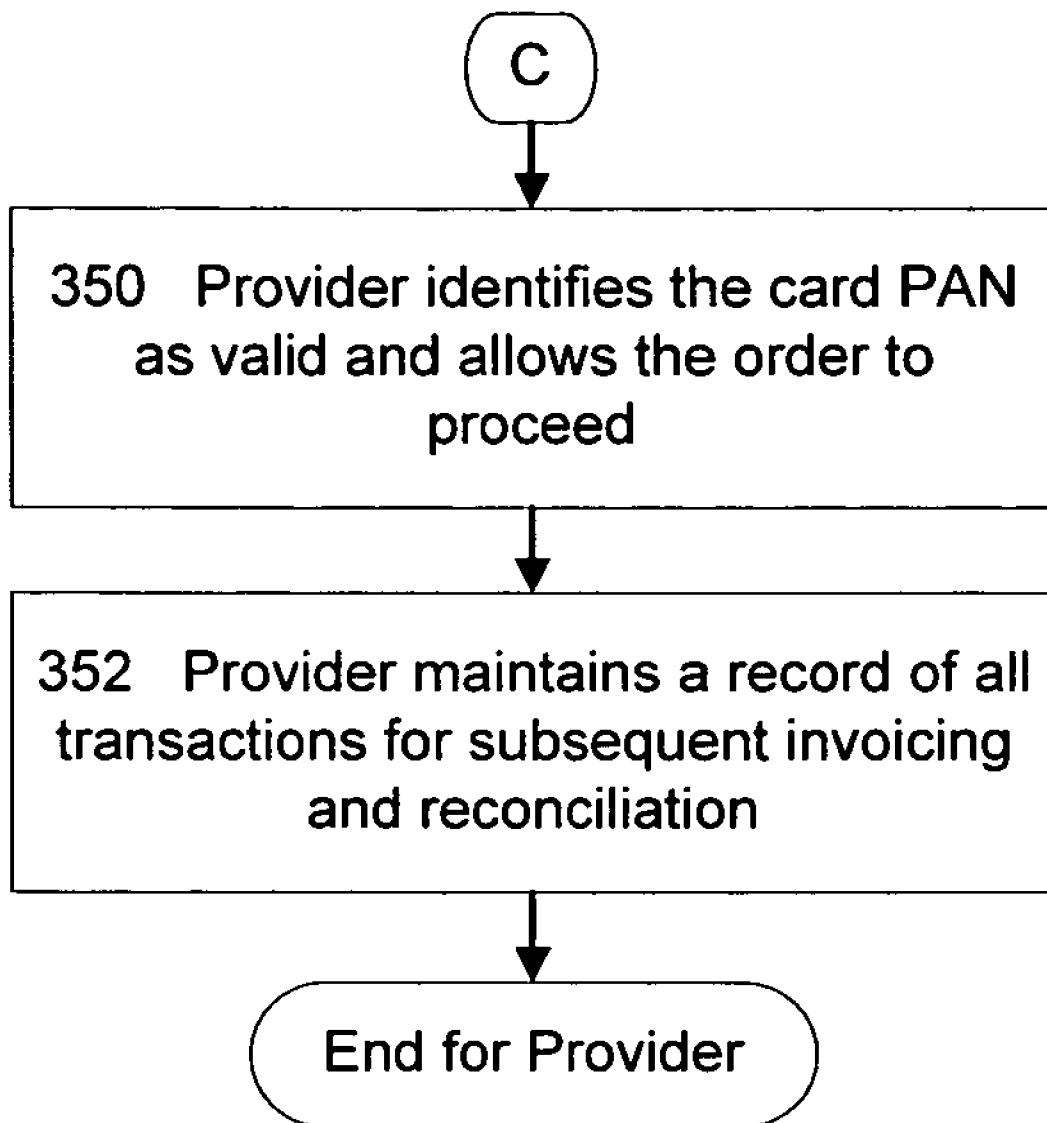 C
350 Provider identifies the card PAN
as valid and allows the order to
proceed
352 Provider maintains a record of all
transactions for subsequent invoicing
and reconciliation
End for Provider